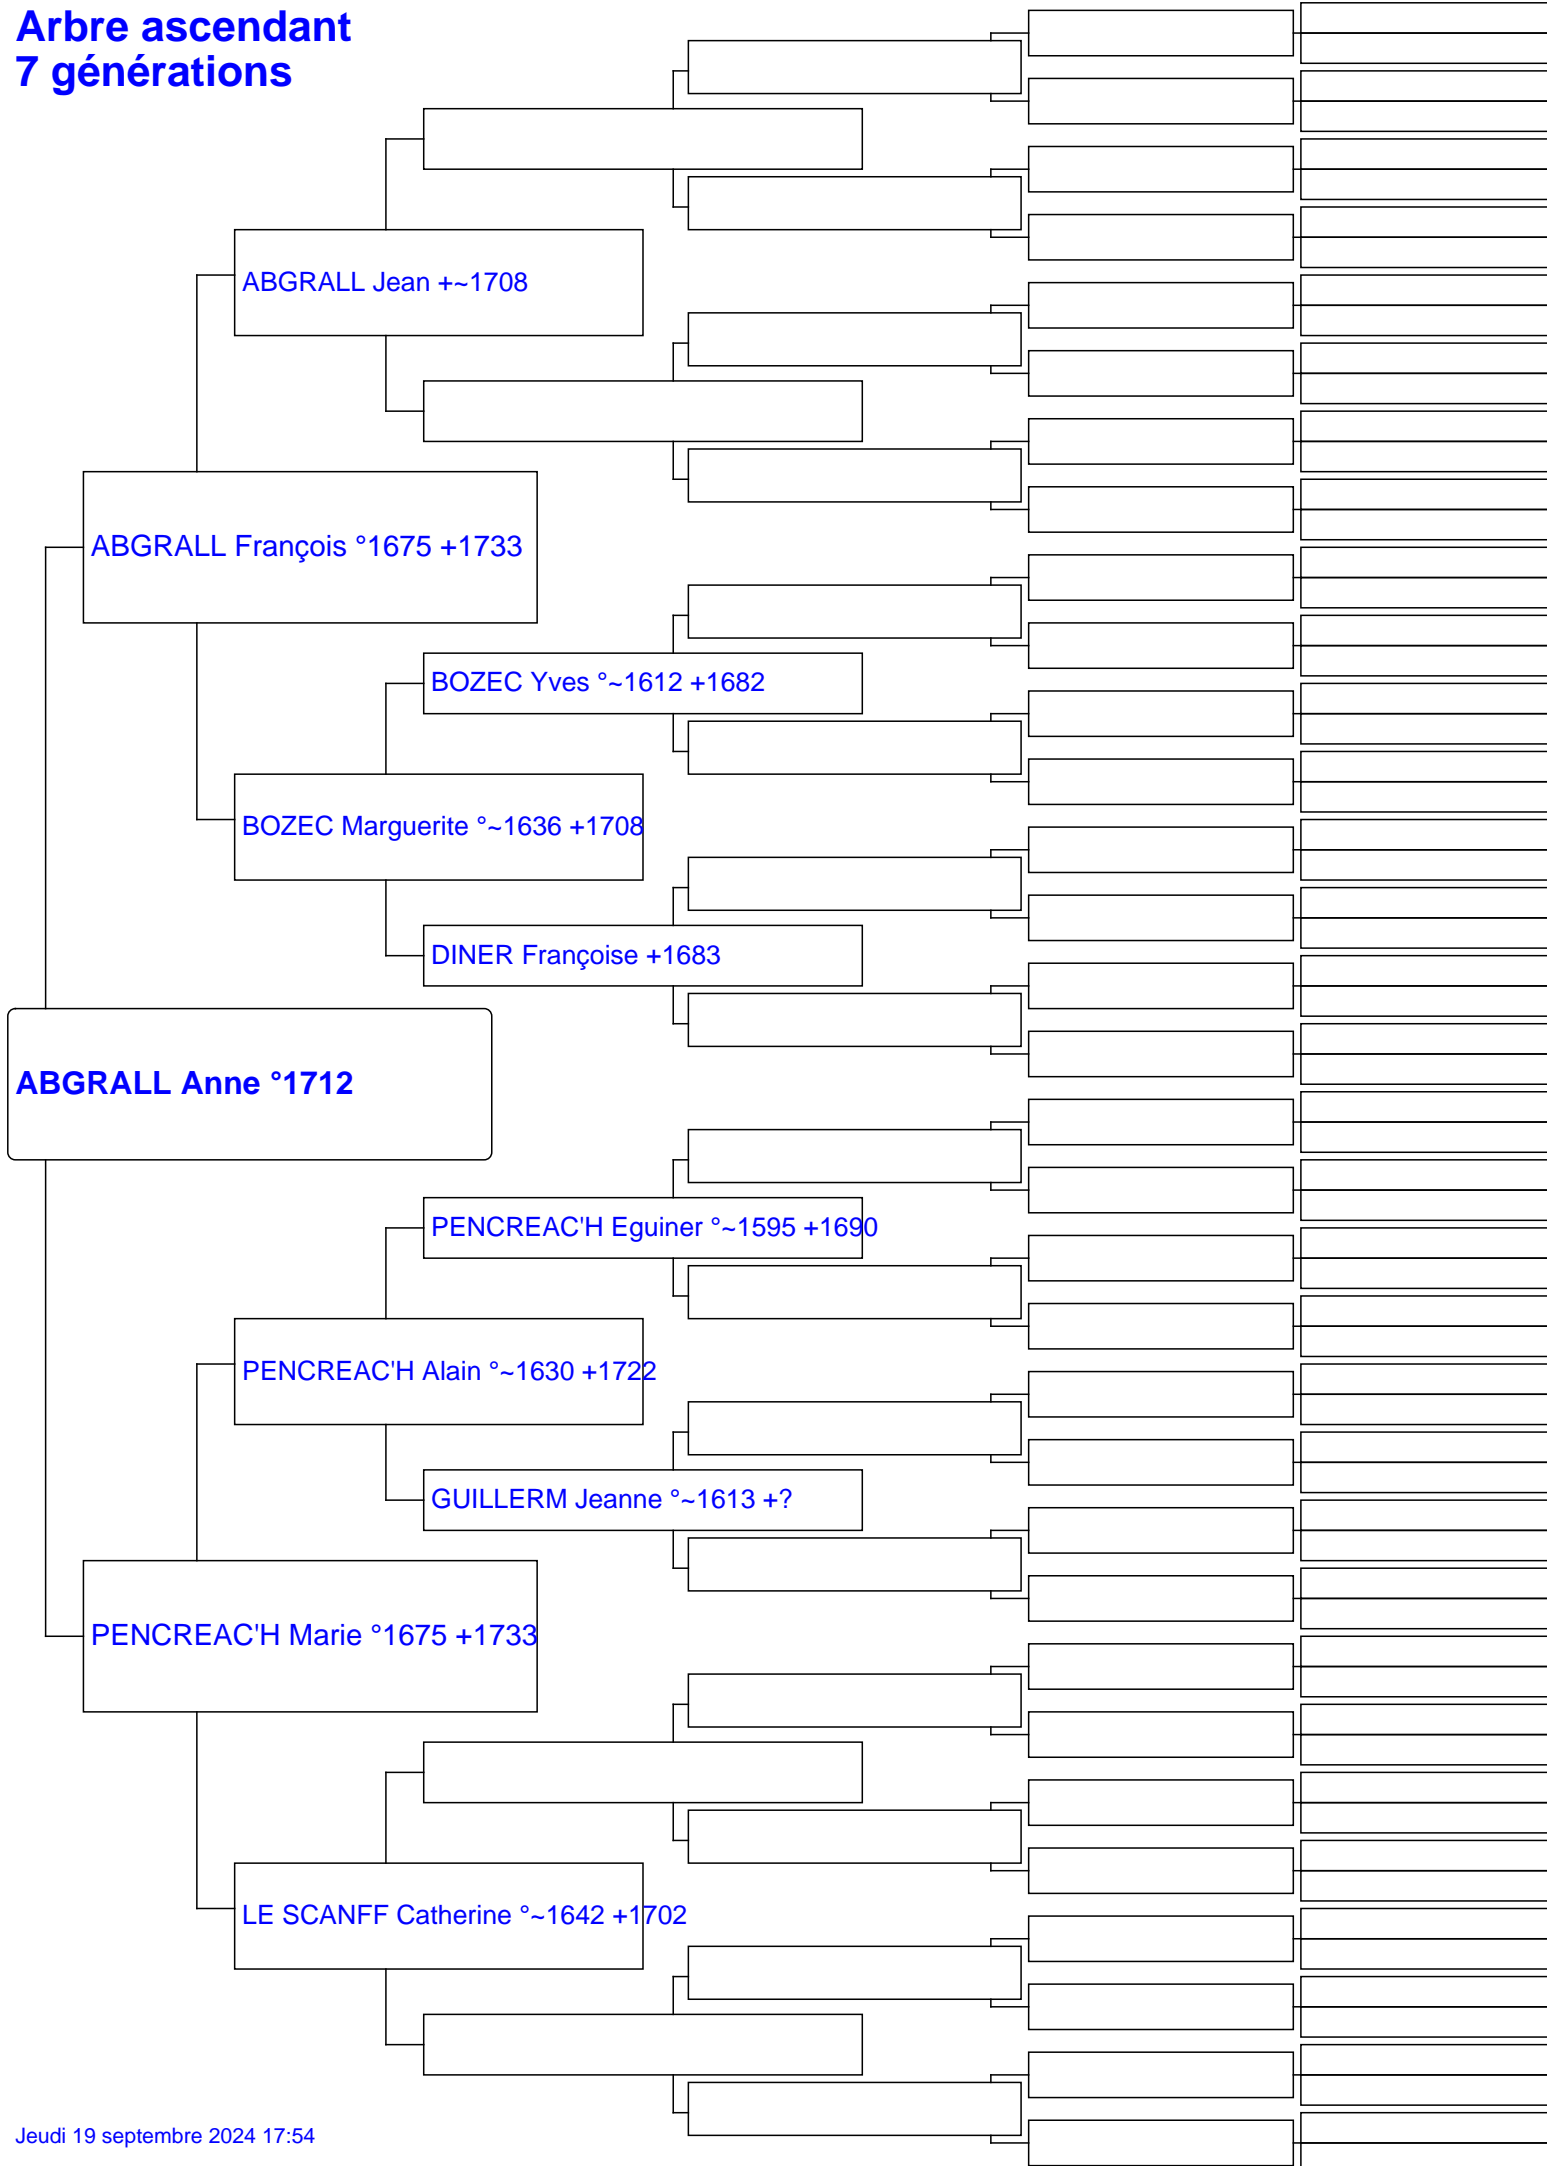 Arbre ascendant
7 générations
ABGRALL Jean +~1708
ABGRALL François °1675 +1733
BOZEC Yves °~1612 +1682
BOZEC Marguerite °~1636 +1708
DINER Françoise +1683
ABGRALL Anne °1712
PENCREAC'H Eguiner °~1595 +1690
PENCREAC'H Alain °~1630 +1722
GUILLERM Jeanne °~1613 +?
PENCREAC'H Marie °1675 +1733
LE SCANFF Catherine °~1642 +1702
Jeudi 19 septembre 2024 17:54